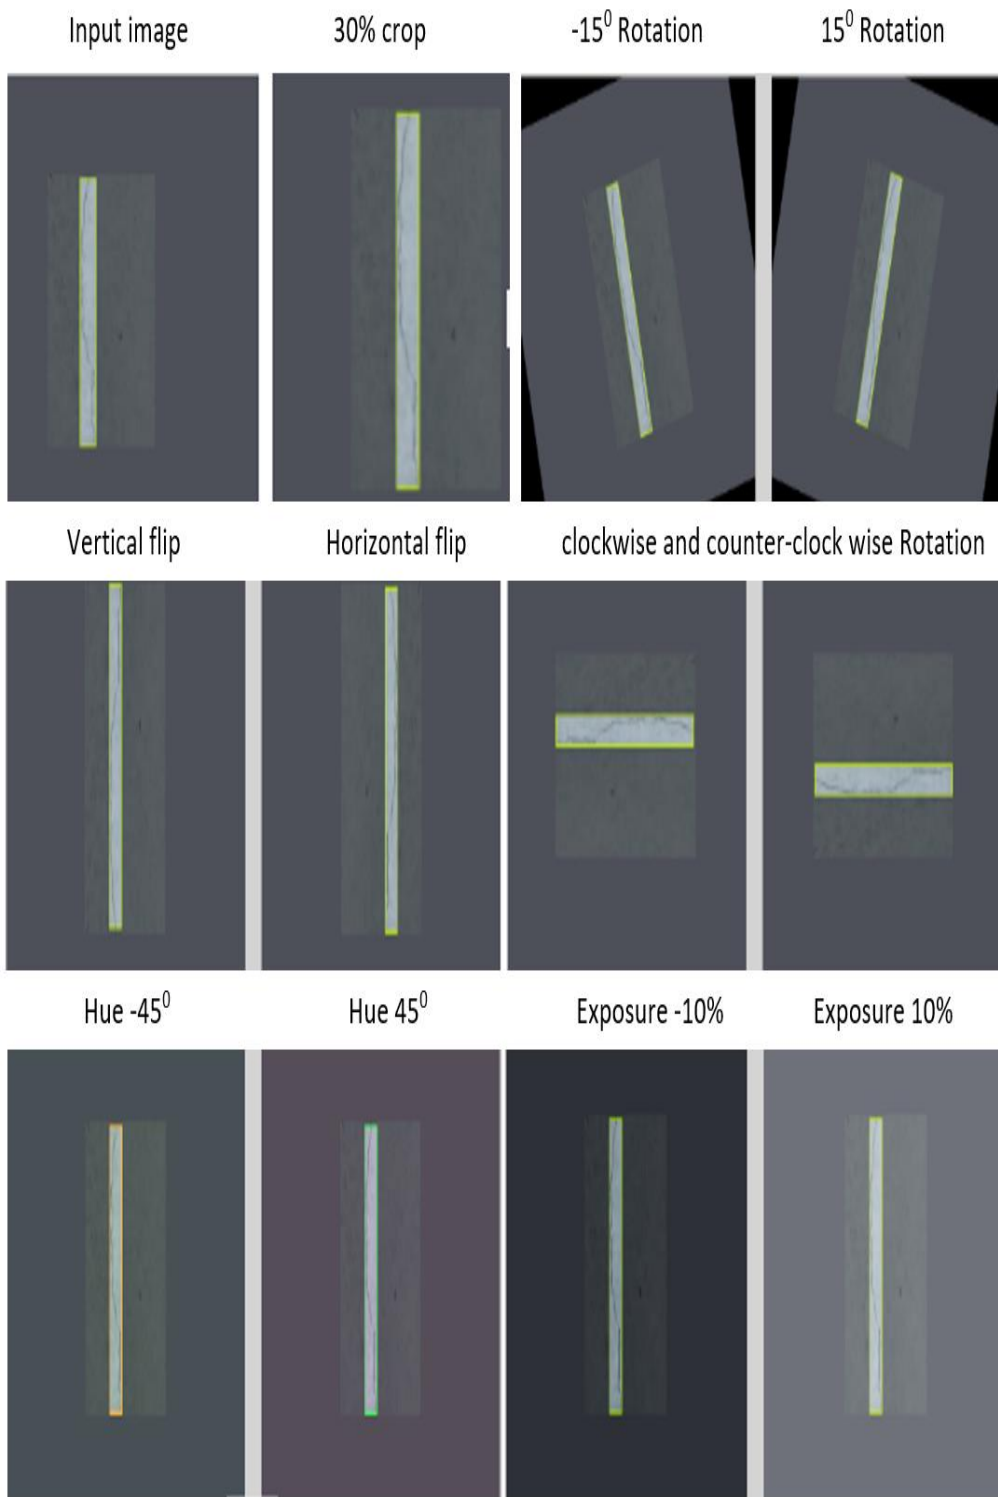 Input image
30% crop
-15⁰ Rotation
15⁰ Rotation
Vertical flip
Horizontal flip
clockwise and counter-clock wise Rotation
Hue -45⁰
Hue 45⁰
Exposure -10%
Exposure 10%